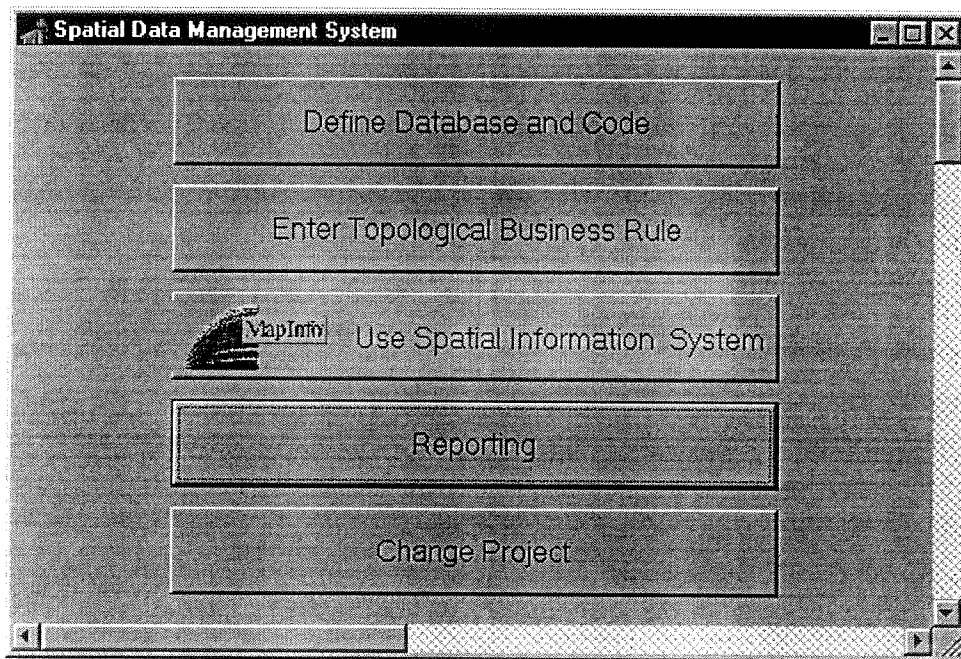 Spatial Data Management System
Define Database and Code
Enter Topological Business Rule
MapInfo
Use Spatial Information System
Reporting
Change Project